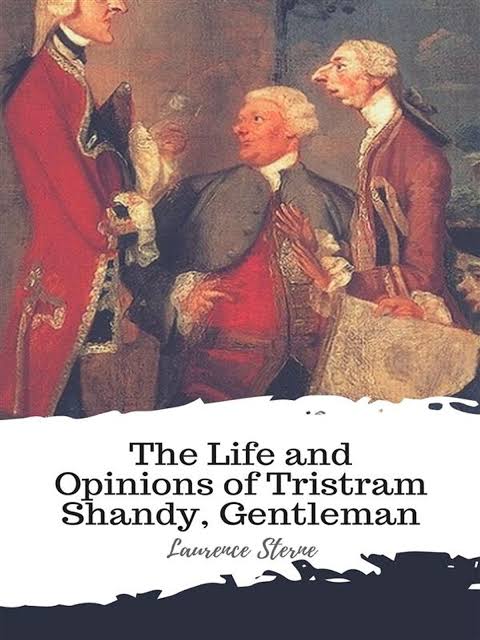 The Life and
Opinions of Tristram
Shandy, Gentleman
Laurence Sterne